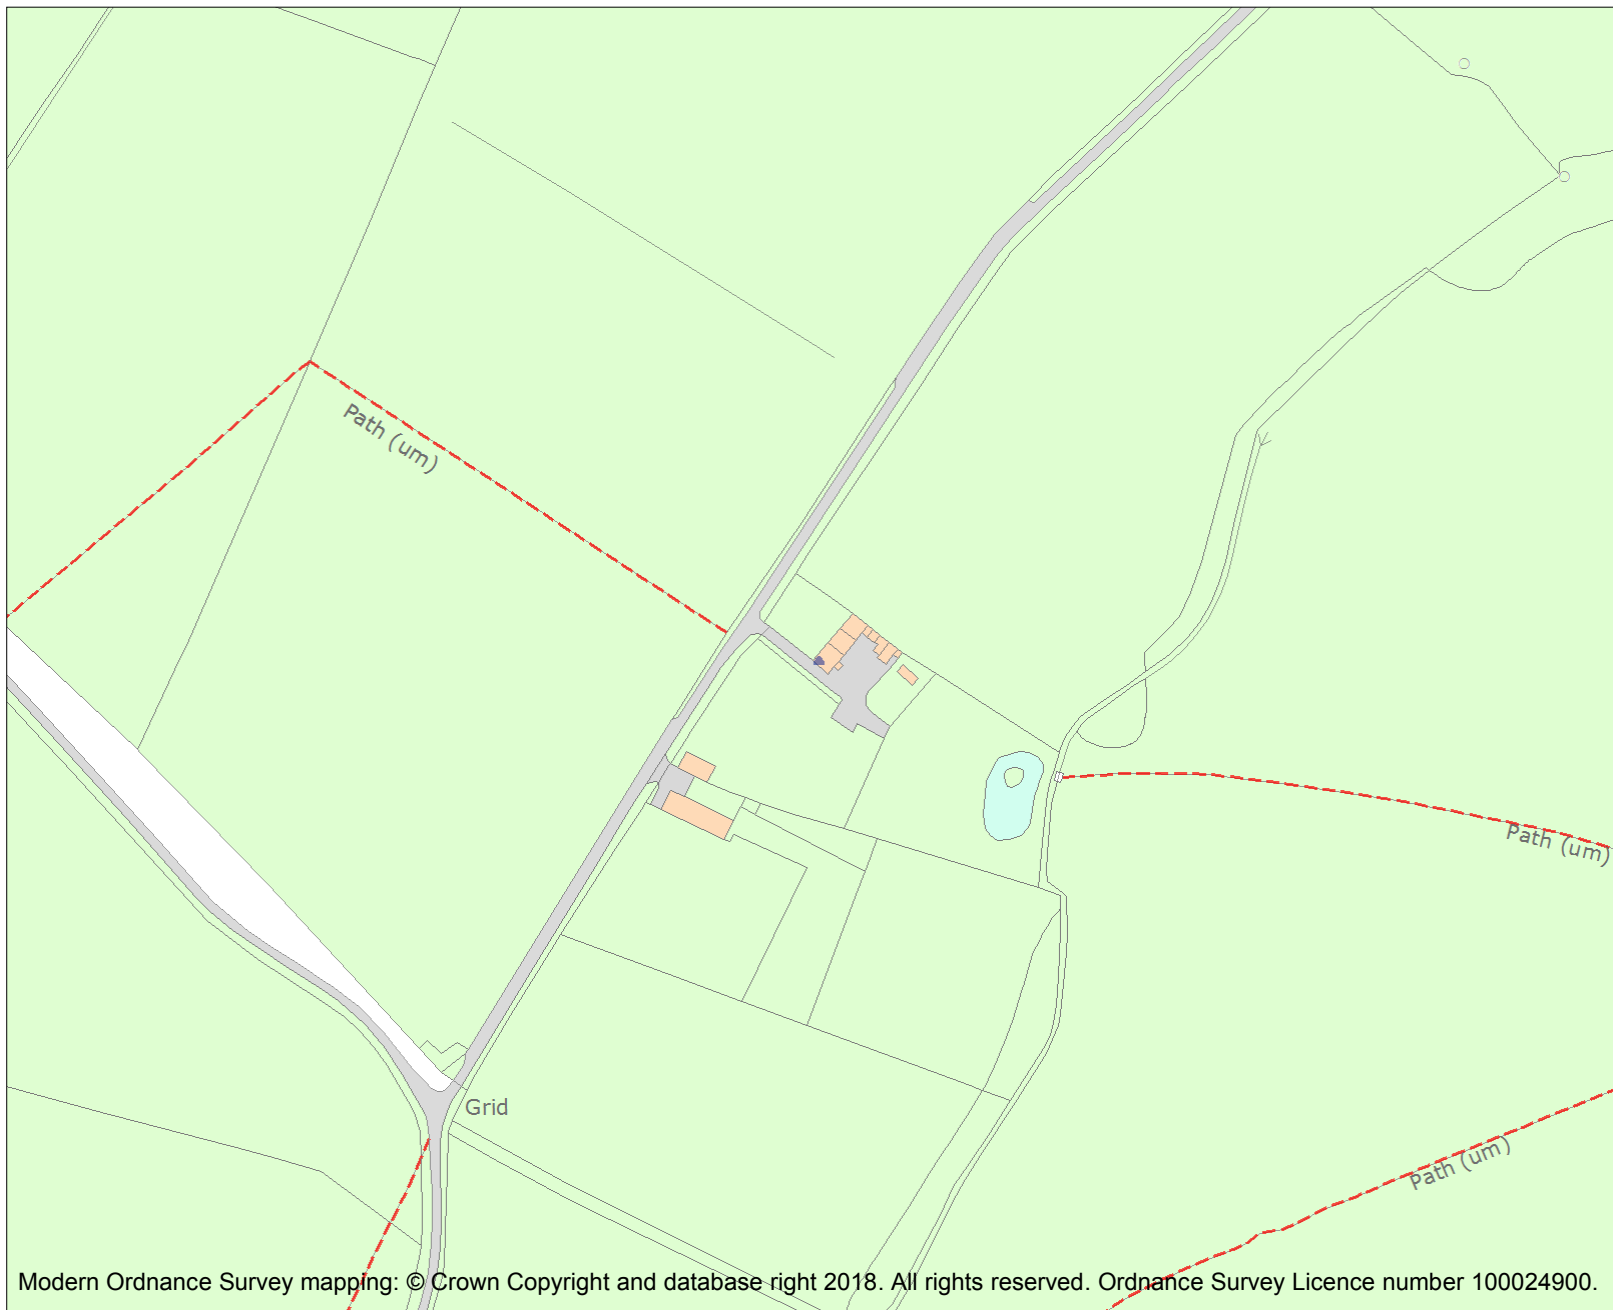 Path (um)
Path (um)
Grid
Path (um)
Modern Ordnance Survey mapping: © Crown Copyright and database right 2018. All rights reserved. Ordnance Survey Licence number 100024900.